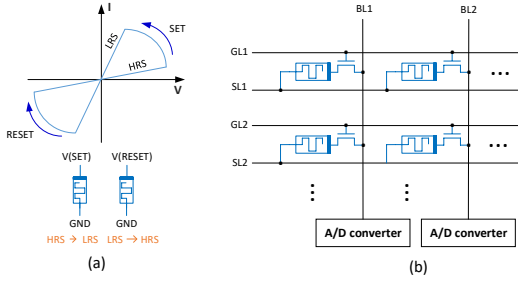 I
SET
LRS
HRS
V
RESET
V(SET) V(RESET)
GND GND
HRS → LRS LRS → HRS
(a)
BL1 BL2
GL1
SL1
...
GL2
SL2
...
A/D converter A/D converter
(b)